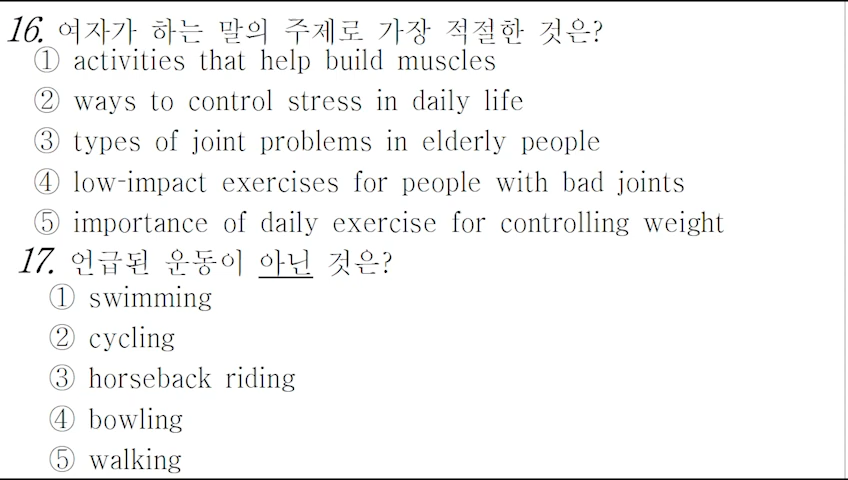 16. 여자가 하는 말의 주제로 가장 적절한 것은?
① activities that help build muscles
② ways to control stress in daily life
③ types of joint problems in elderly people
④ low-impact exercises for people with bad joints
⑤ importance of daily exercise for controlling weight
17. 언급된 운동이 아닌 것은?
① swimming
② cycling
③ horseback riding
④ bowling
⑤ walking